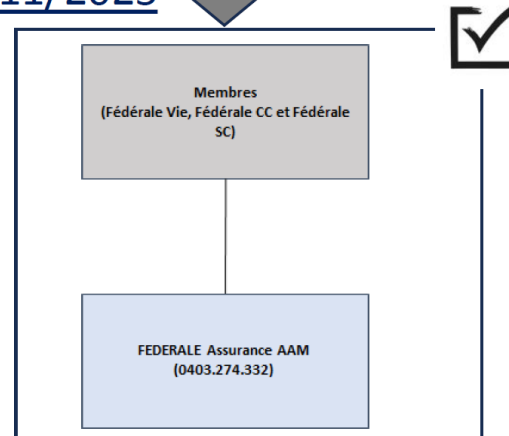 11/2025
Membres
(Fédérale Vie, Fédérale CC et Fédérale
SC)
FEDERALE Assurance AAM
(0403.274.332)